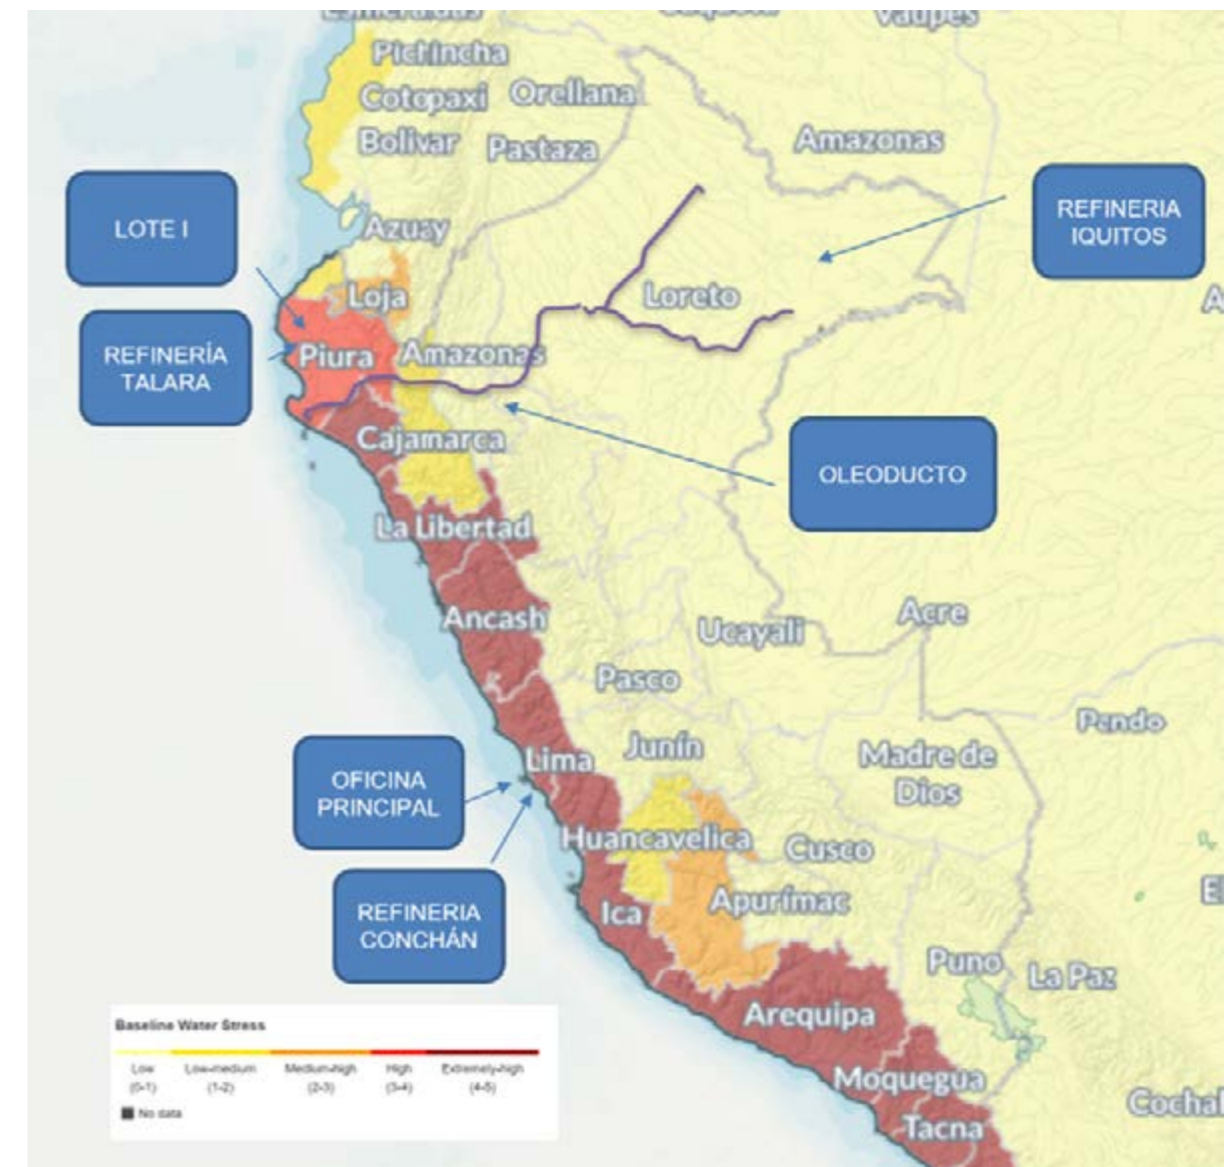 Pichincha
Cotopaxi
Orellana
Bolívar
Pastaza
Amazonas
LOTE I
Azuay
REFINERIA
IQUITOS
Loja
Loreto
REFINERÍA
TALARA
Piura
Amazonas
Cajamarca
OLEODUCTO
La Libertad
Ancash
Ucayali
Acre
Pasco
Pando
Junín
Lima
Madre de
Dios
OFICINA
PRINCIPAL
Huancavelica
Cusco
Apurímac
REFINERIA
CONCHÁN
Ica
Puno
La Paz
Arequipa
Moquegua
Tacna
Cochal
Baseline Water Stress
Low
(0-1)
Low-medium
(1-2)
Medium-high
(2-3)
High
(3-4)
Extremely-high
(4-5)
No data